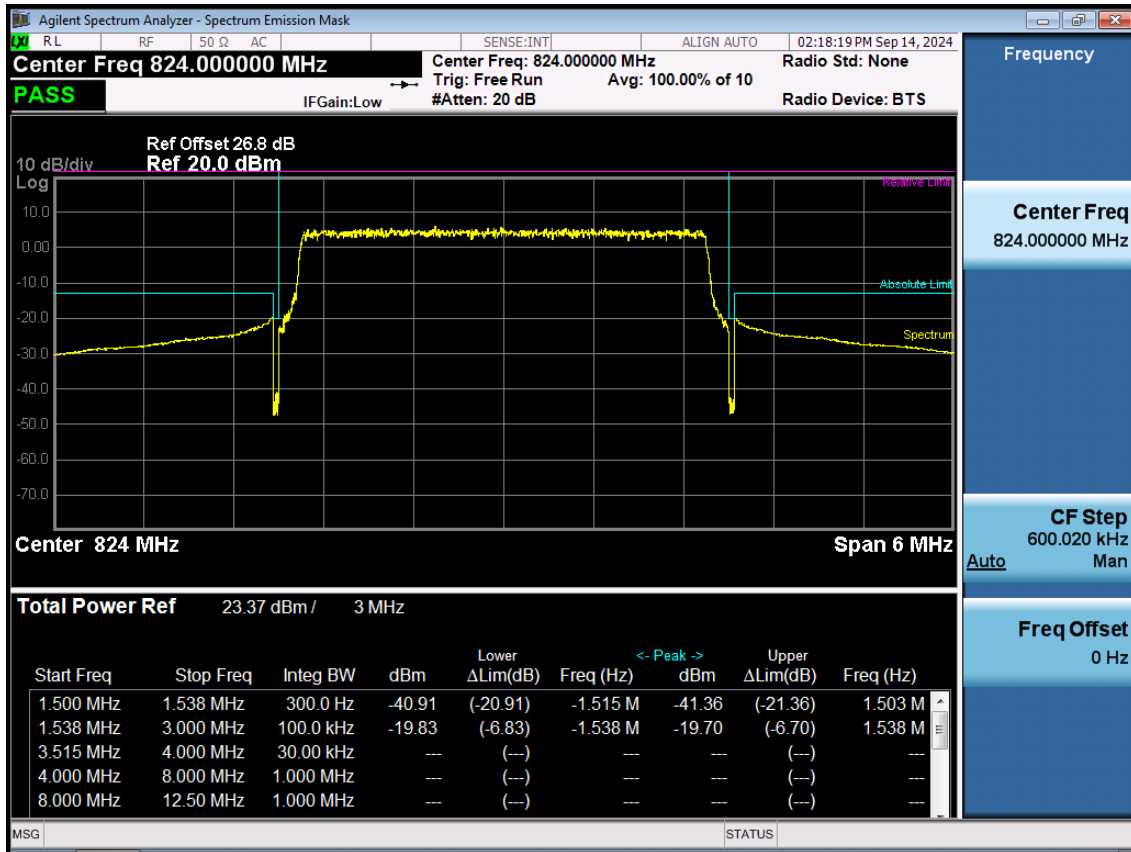 Agilent Spectrum Analyzer - Spectrum Emission Mask
LXI RL RF 50 Ω AC SENSE:INT ALIGN AUTO 02:18:19 PM Sep 14, 2024
Center Freq 824.000000 MHz
Center Freq: 824.000000 MHz
Radio Std: None
Trig: Free Run Avg: 100.00% of 10
PASS
IFGain:Low
#Atten: 20 dB
Radio Device: BTS
Ref Offset 26.8 dB
10 dB/div Ref 20.0 dBm
Log
Relative Limit
10.0
0.00
-10.0
Absolute Limit
-20.0
Spectrum
-30.0
-40.0
-50.0
-60.0
-70.0
Center 824 MHz Span 6 MHz
Total Power Ref 23.37 dBm / 3 MHz
Lower <- Peak -> Upper
Start Freq Stop Freq Integ BW dBm ΔLim(dB) Freq (Hz) dBm ΔLim(dB) Freq (Hz)
1.500 MHz 1.538 MHz 300.0 Hz -40.91 (-20.91) -1.515 M -41.36 (-21.36) 1.503 M
1.538 MHz 3.000 MHz 100.0 kHz -19.83 (-6.83) -1.538 M -19.70 (-6.70) 1.538 M
3.515 MHz 4.000 MHz 30.00 kHz --- (---) --- --- (---) ---
4.000 MHz 8.000 MHz 1.000 MHz --- (---) --- --- (---) ---
8.000 MHz 12.50 MHz 1.000 MHz --- (---) --- --- (---) ---
MSG STATUS
Frequency
Center Freq
824.000000 MHz
CF Step
600.020 kHz
Auto Man
Freq Offset
0 Hz